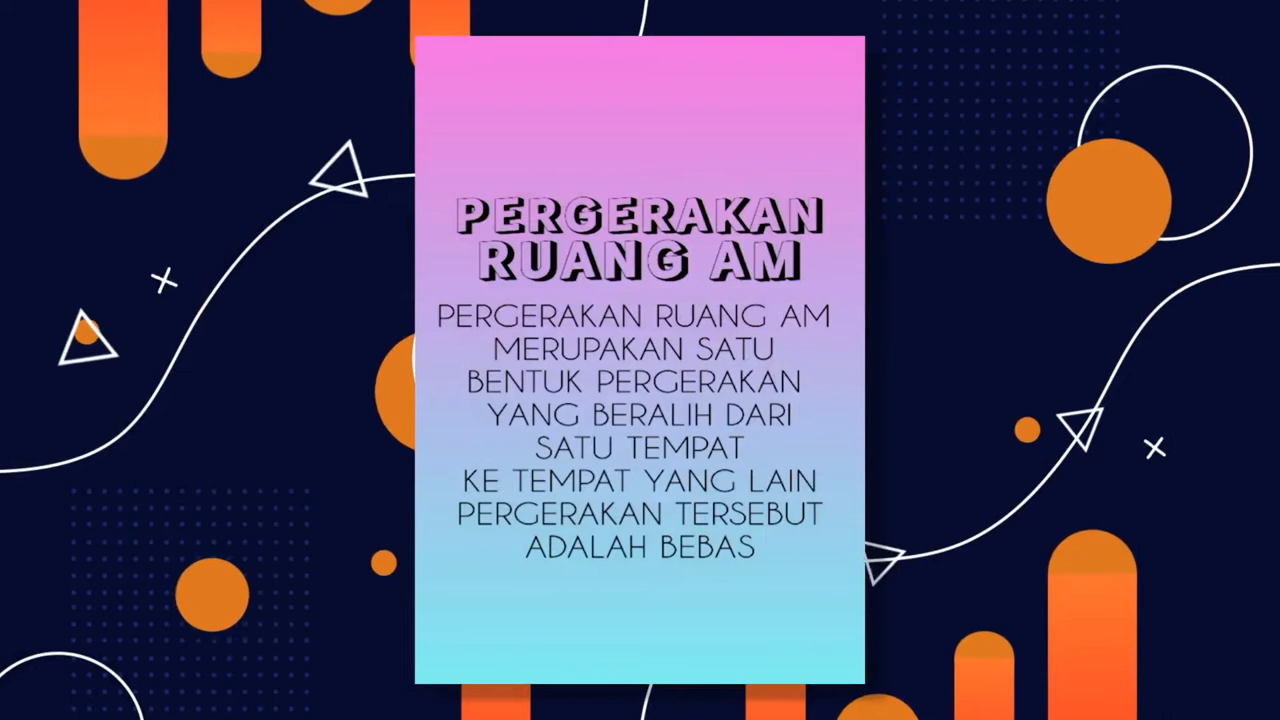 PERGERAKAN
RUANG AM
PERGERAKAN RUANG AM
MERUPAKAN SATU
BENTUK PERGERAKAN
YANG BERALIH DARI
SATU TEMPAT
KE TEMPAT YANG LAIN
PERGERAKAN TERSEBUT
ADALAH BEBAS